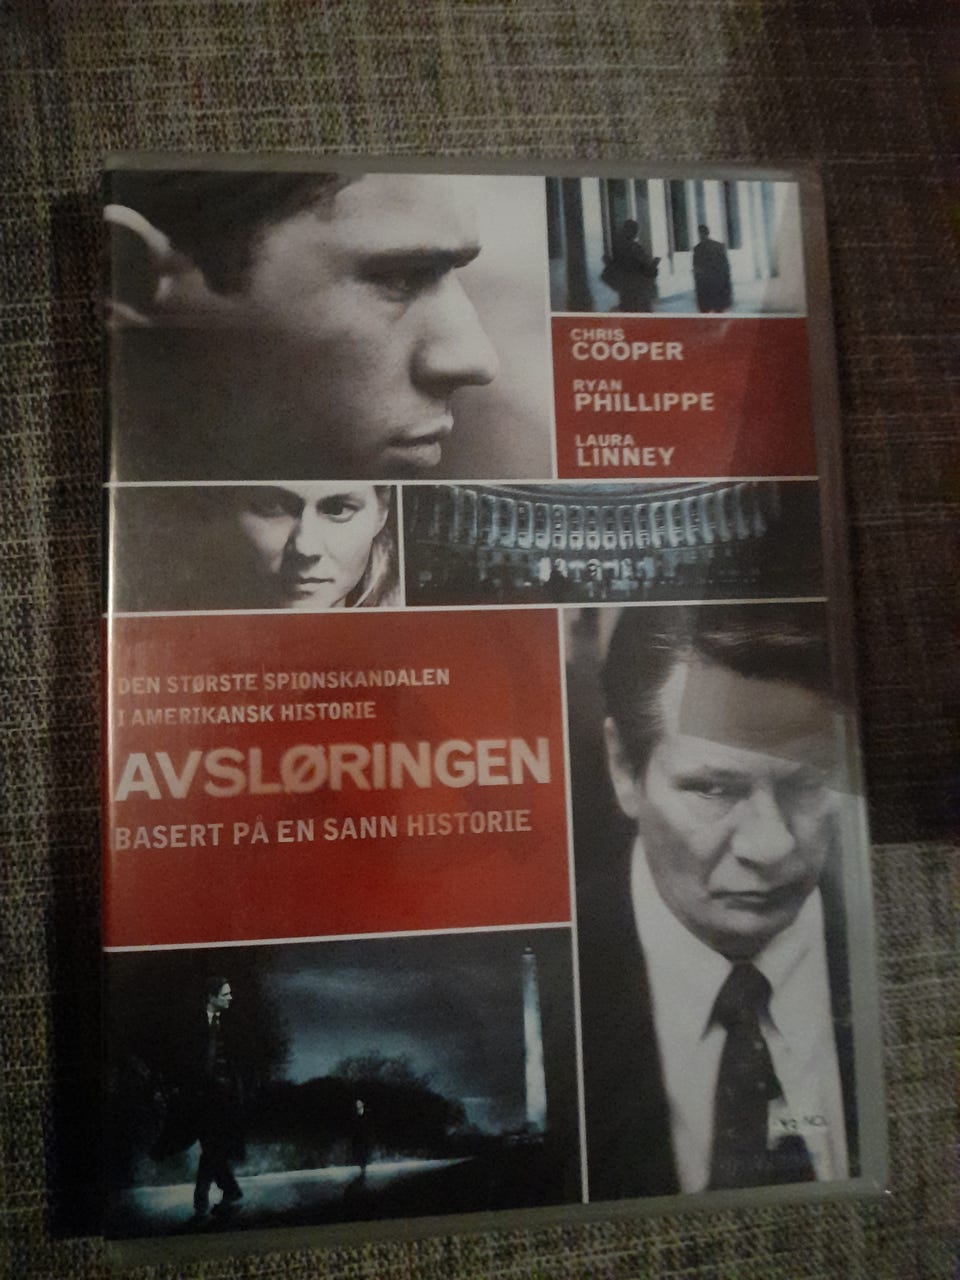 CHRIS
COOPER
RYAN
PHILLIPPE
LAURA
LINNEY
DEN STØRSTE SPIONSKANDALEN
I AMERIKANSK HISTORIE
AVSLØRINGEN
BASERT PÅ EN SANN HISTORIE